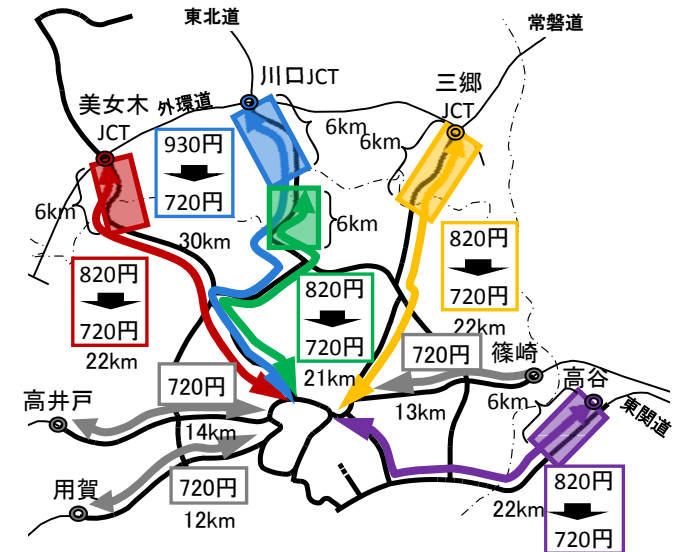 東北道
常磐道
川口JCT
三郷
JCT
美女木
JCT
外環道
6km
6km
930円
720円
6km
6km
30km
820円
720円
22km
820円
720円
21km
820円
720円
22km
720円
篠崎
高谷
東関道
6km
13km
高井戸
720円
14km
用賀
720円
12km
22km
820円
720円